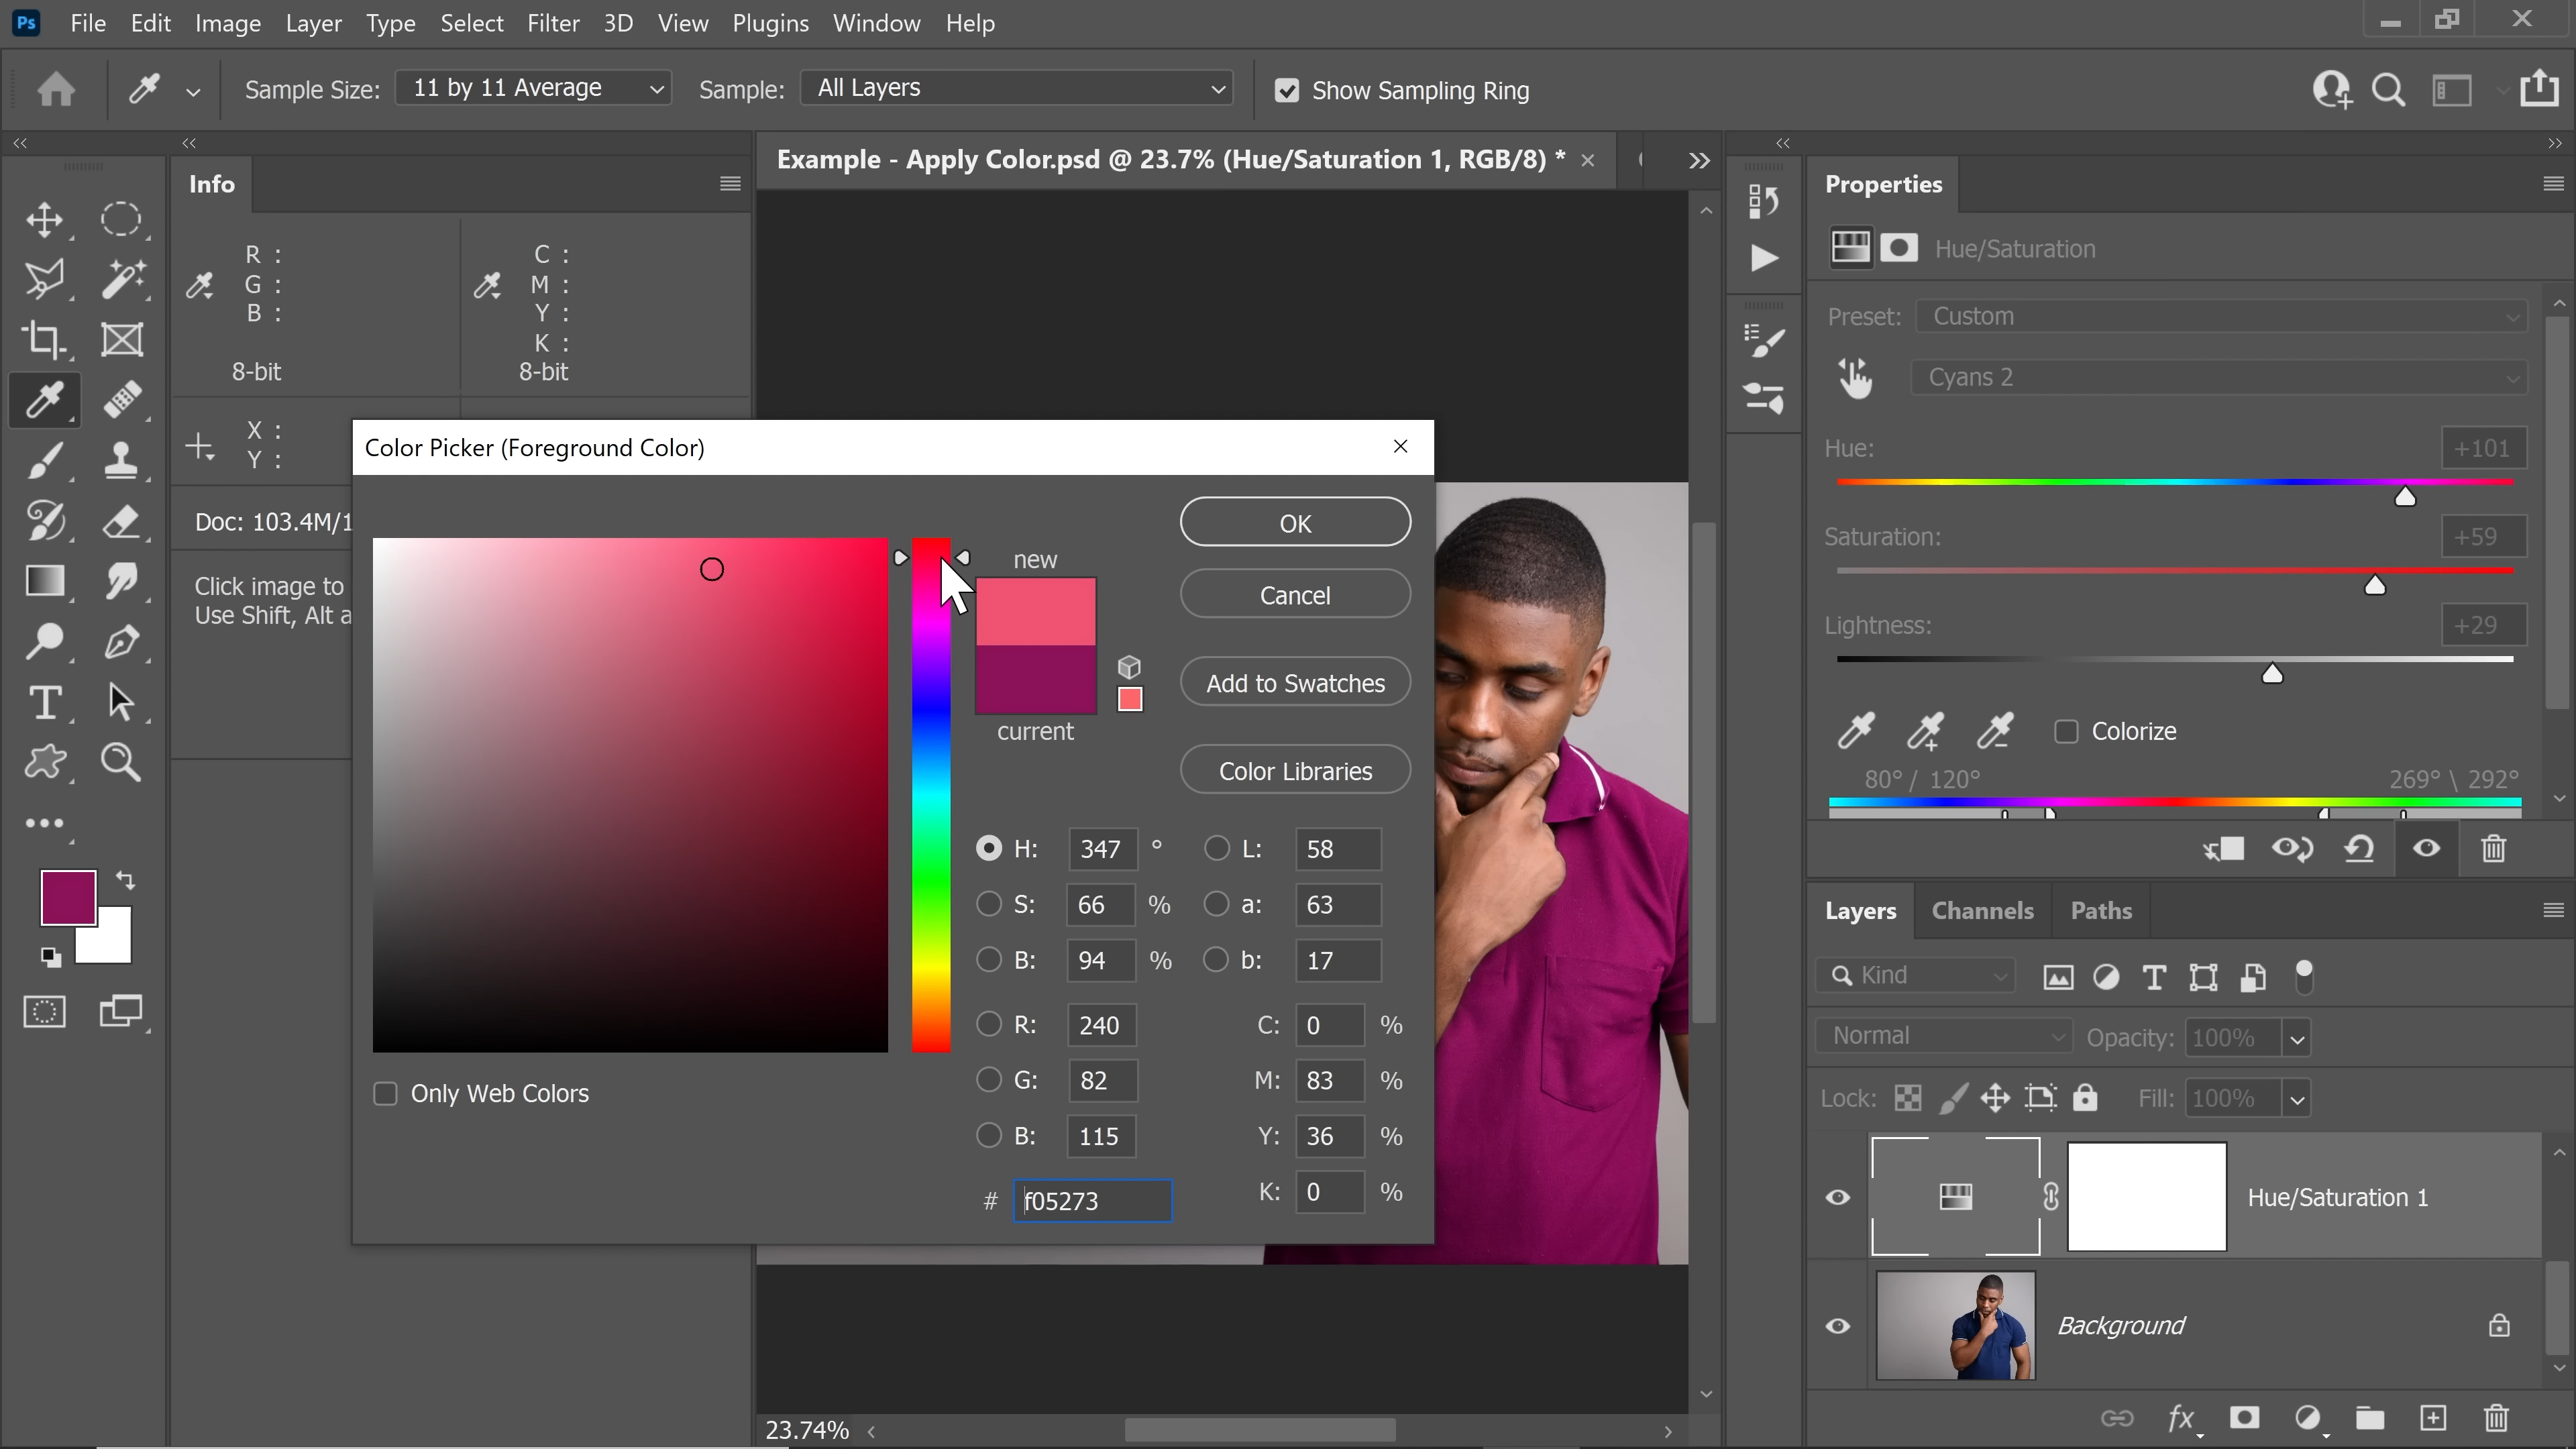 Ps File Edit Image Layer Type Select Filter 3D View Plugins Window Help
Sample Size: 11 by 11 Average Sample: All Layers Show Sampling Ring
Info
R :
G :
B :
8-bit
C :
M :
Y :
K :
8-bit
X :
Y :
Doc: 103.4M/1
Click image to
Use Shift, Alt a
Example - Apply Color.psd @ 23.7% (Hue/Saturation 1, RGB/8) *
Color Picker (Foreground Color)
new
current
OK
Cancel
Add to Swatches
Color Libraries
H: 347 ° L: 58
S: 66 % a: 63
B: 94 % b: 17
R: 240 C: 0 %
G: 82 M: 83 %
B: 115 Y: 36 %
# f05273 K: 0 %
Only Web Colors
23.74%
Properties
Hue/Saturation
Preset: Custom
Cyans 2
Hue: +101
Saturation: +59
Lightness: +29
Colorize
80° / 120° 269° \ 292°
Layers Channels Paths
Kind
Normal Opacity: 100%
Lock: Fill: 100%
Hue/Saturation 1
Background
fx